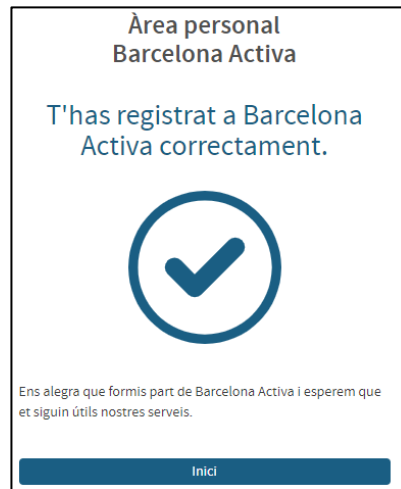 Àrea personal
Barcelona Activa
T'has registrat a Barcelona
Activa correctament.
Ens alegra que formis part de Barcelona Activa i esperem que
et siguin útils nostres serveis.
Inici